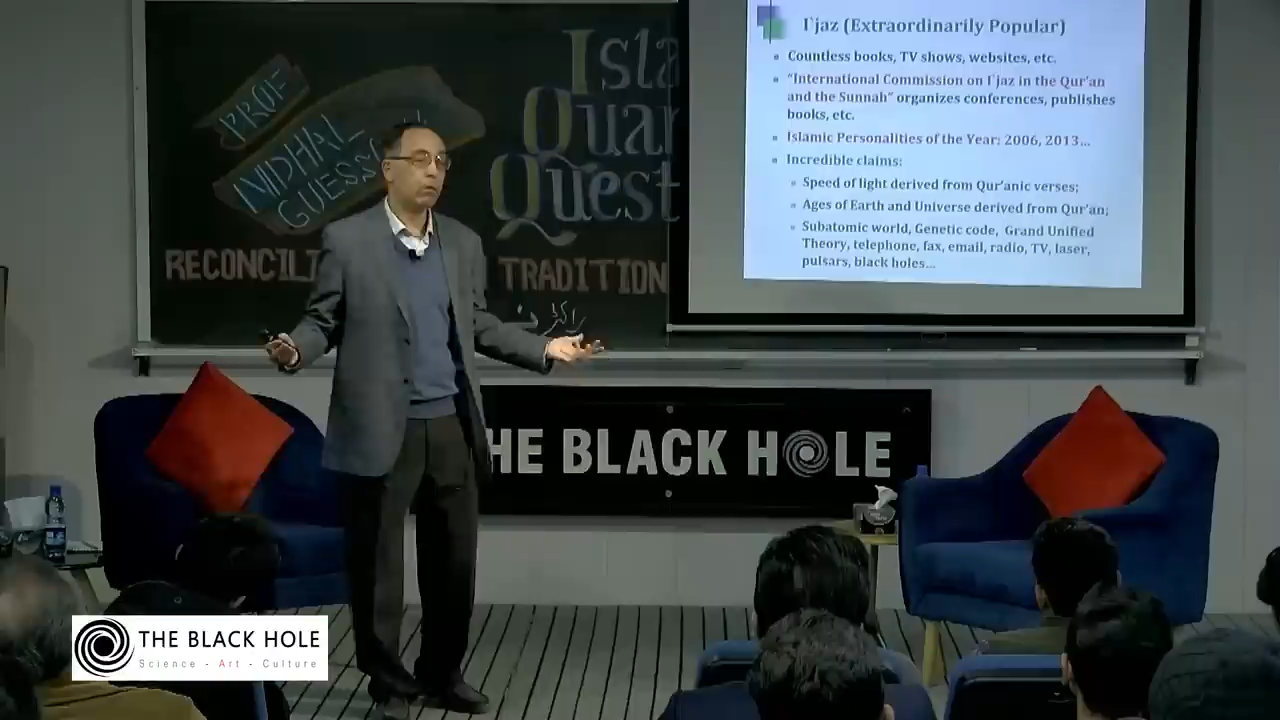 PROF
NIDHAL
GUESS
Isla
Quan
Quest
RECONCILI
TRADITION
I'jaz (Extraordinarily Popular)
Countless books, TV shows, websites, etc.
"International Commission on I'jaz in the Qur'an
and the Sunnah" organizes conferences, publishes
books, etc.
Islamic Personalities of the Year: 2006, 2013...
Incredible claims:
Speed of light derived from Qur'anic verses;
Ages of Earth and Universe derived from Qur'an;
Subatomic world, Genetic code, Grand Unified
Theory, telephone, fax, email, radio, TV, laser,
pulsars, black holes...
HE BLACK HOLE
THE BLACK HOLE
Science - Art - Culture